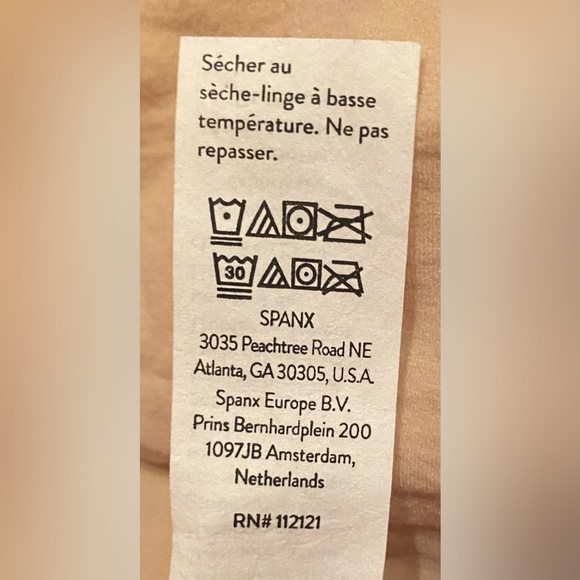 Sécher au
sèche-linge à basse
température. Ne pas
repasser.
30
SPANX
3035 Peachtree Road NE
Atlanta, GA 30305, U.S.A.
Spanx Europe B.V.
Prins Bernhardplein 200
1097JB Amsterdam,
Netherlands
RN# 112121